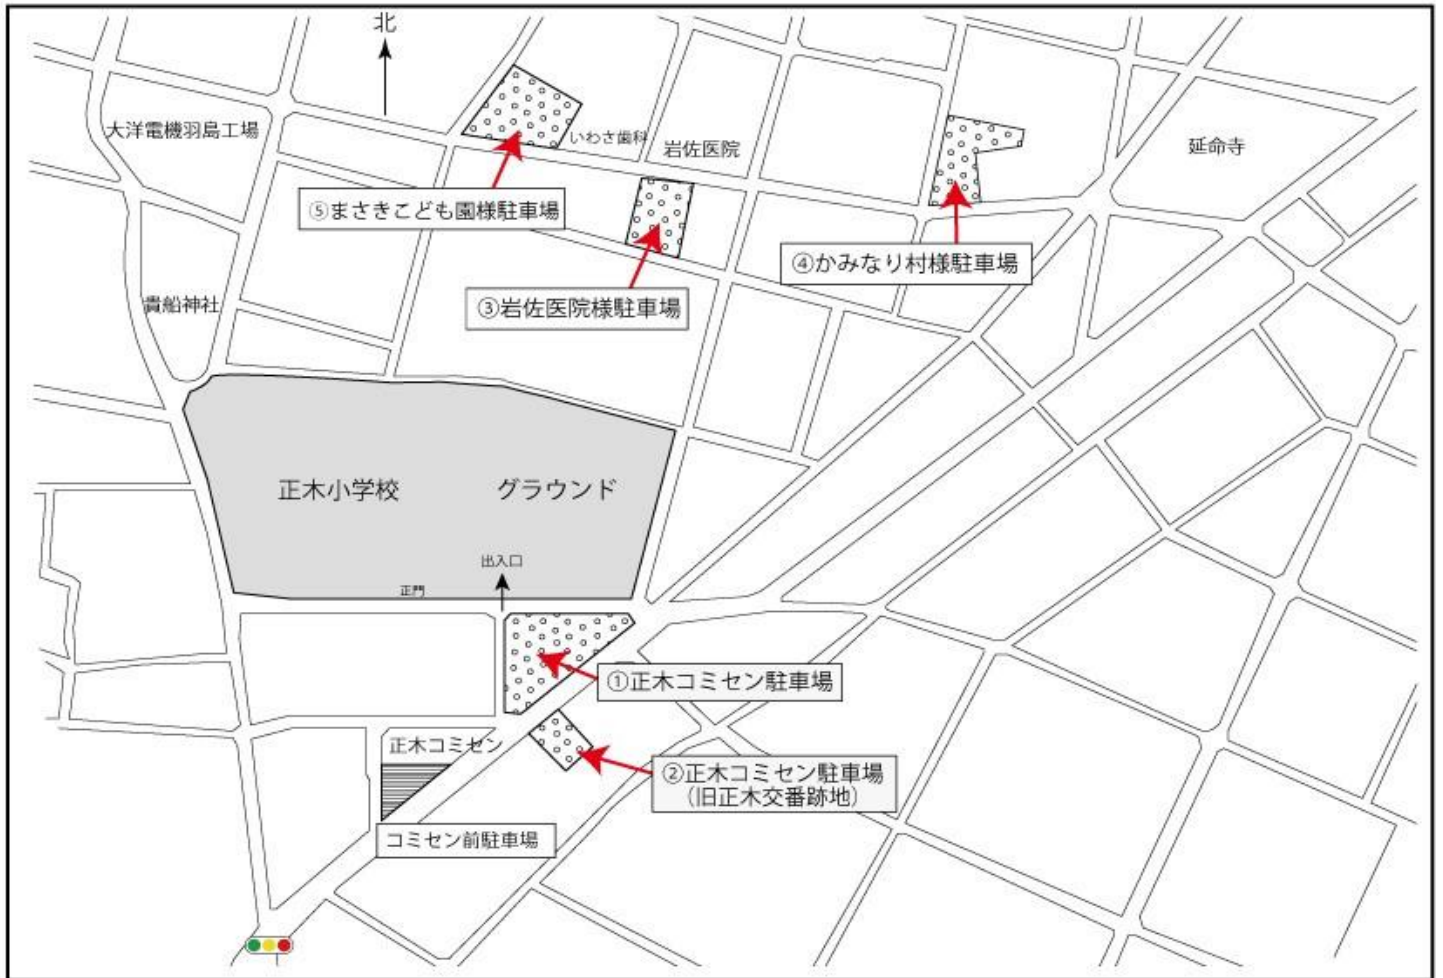 北
大洋電機羽島工場
いわさ歯科
岩佐医院
延命寺
⑤まさきこども園様駐車場
④かみなり村様駐車場
貴船神社
③岩佐医院様駐車場
正木小学校
グラウンド
出入口
正門
①正木コミセン駐車場
正木コミセン
②正木コミセン駐車場
(旧正木交番跡地)
コミセン前駐車場